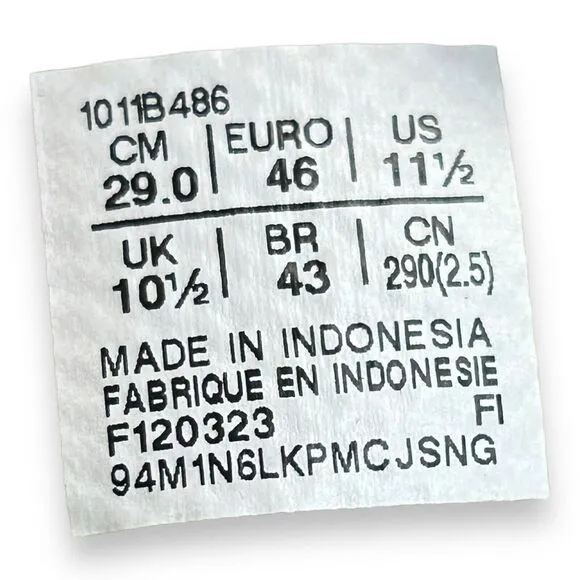 1011B486
CM | EURO | US
29.0 | 46 | 11½
UK | BR | CN
10½ | 43 | 290(2.5)
MADE IN INDONESIA
FABRIQUE EN INDONESIE
F120323 FI
94M1N6LKPMCJSNG